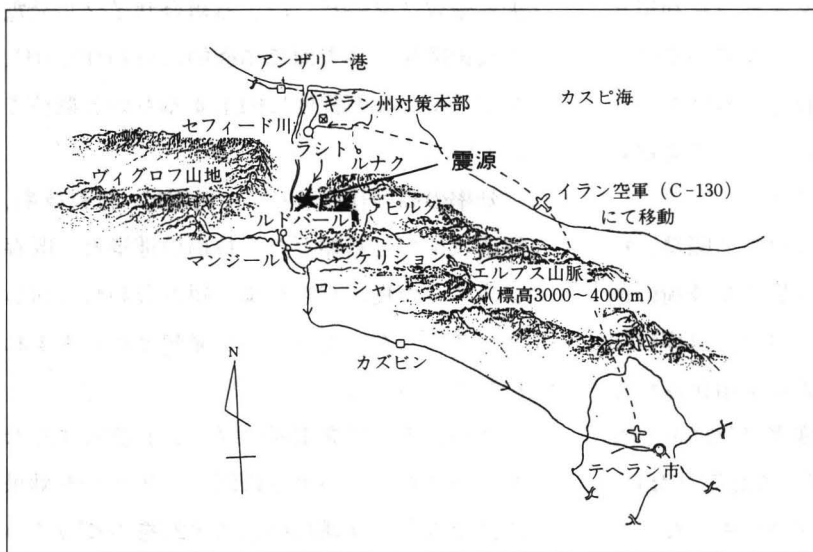 アンザリー港
ギラン州対策本部
カスピ海
セフィード川
ラシト
ルナク
震源
ヴィグロフ山地
イラン空軍（C-130）
にて移動
ピルク
ルドバール
マンジール
ケリション
エルブス山脈
ローシャン
（標高3000〜4000m）
カズビン
N
テヘラン市